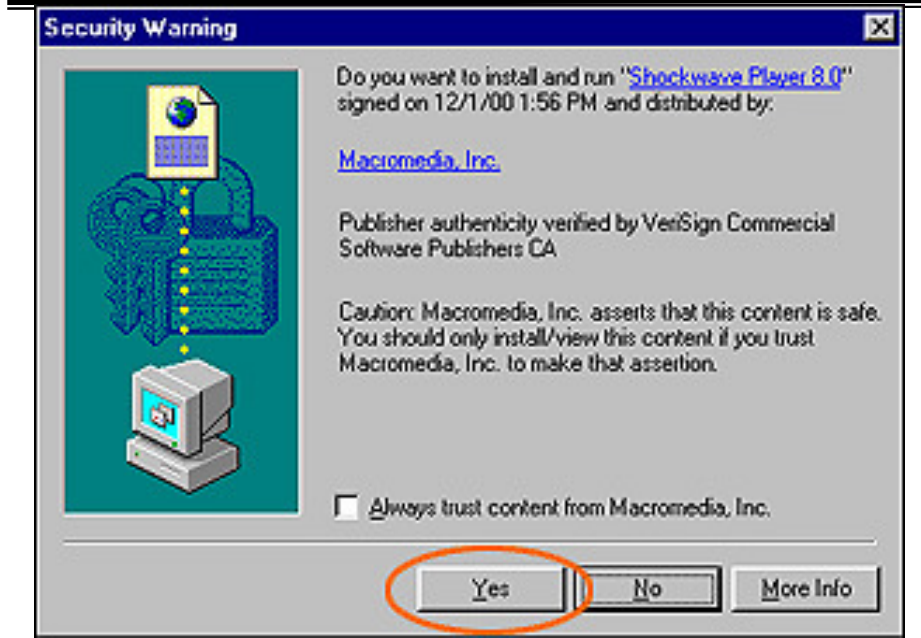 Security Warning
Do you want to install and run "Shockwave Player 8.0"
signed on 12/1/00 1:56 PM and distributed by:
Macromedia, Inc.
Publisher authenticity verified by VeriSign Commercial
Software Publishers CA
Caution: Macromedia, Inc. asserts that this content is safe.
You should only install/view this content if you trust
Macromedia, Inc. to make that assertion.
Always trust content from Macromedia, Inc.
Yes No More Info